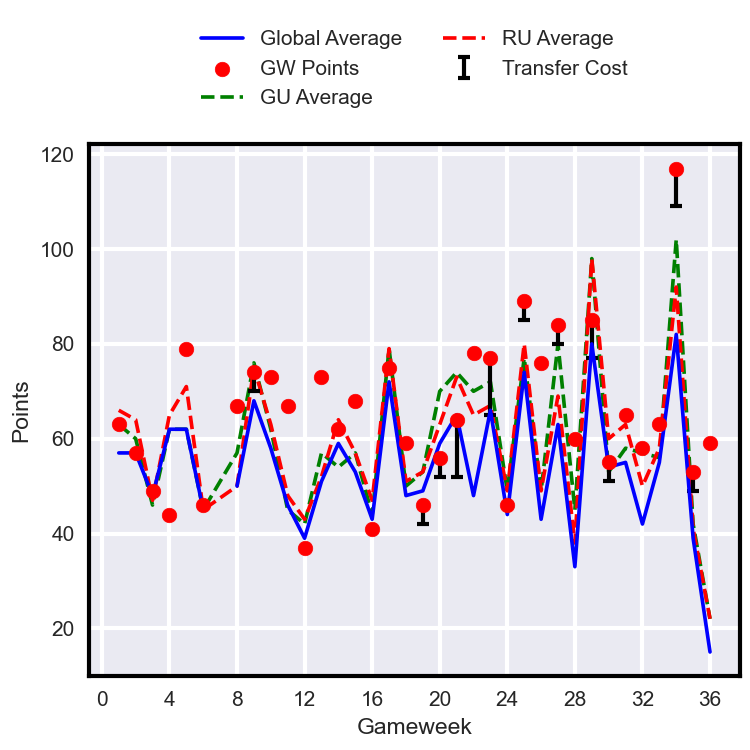 Global Average
GW Points
GU Average
RU Average
Transfer Cost
120
100
80
60
40
20
Points
0 4 8 12 16 20 24 28 32 36
Gameweek